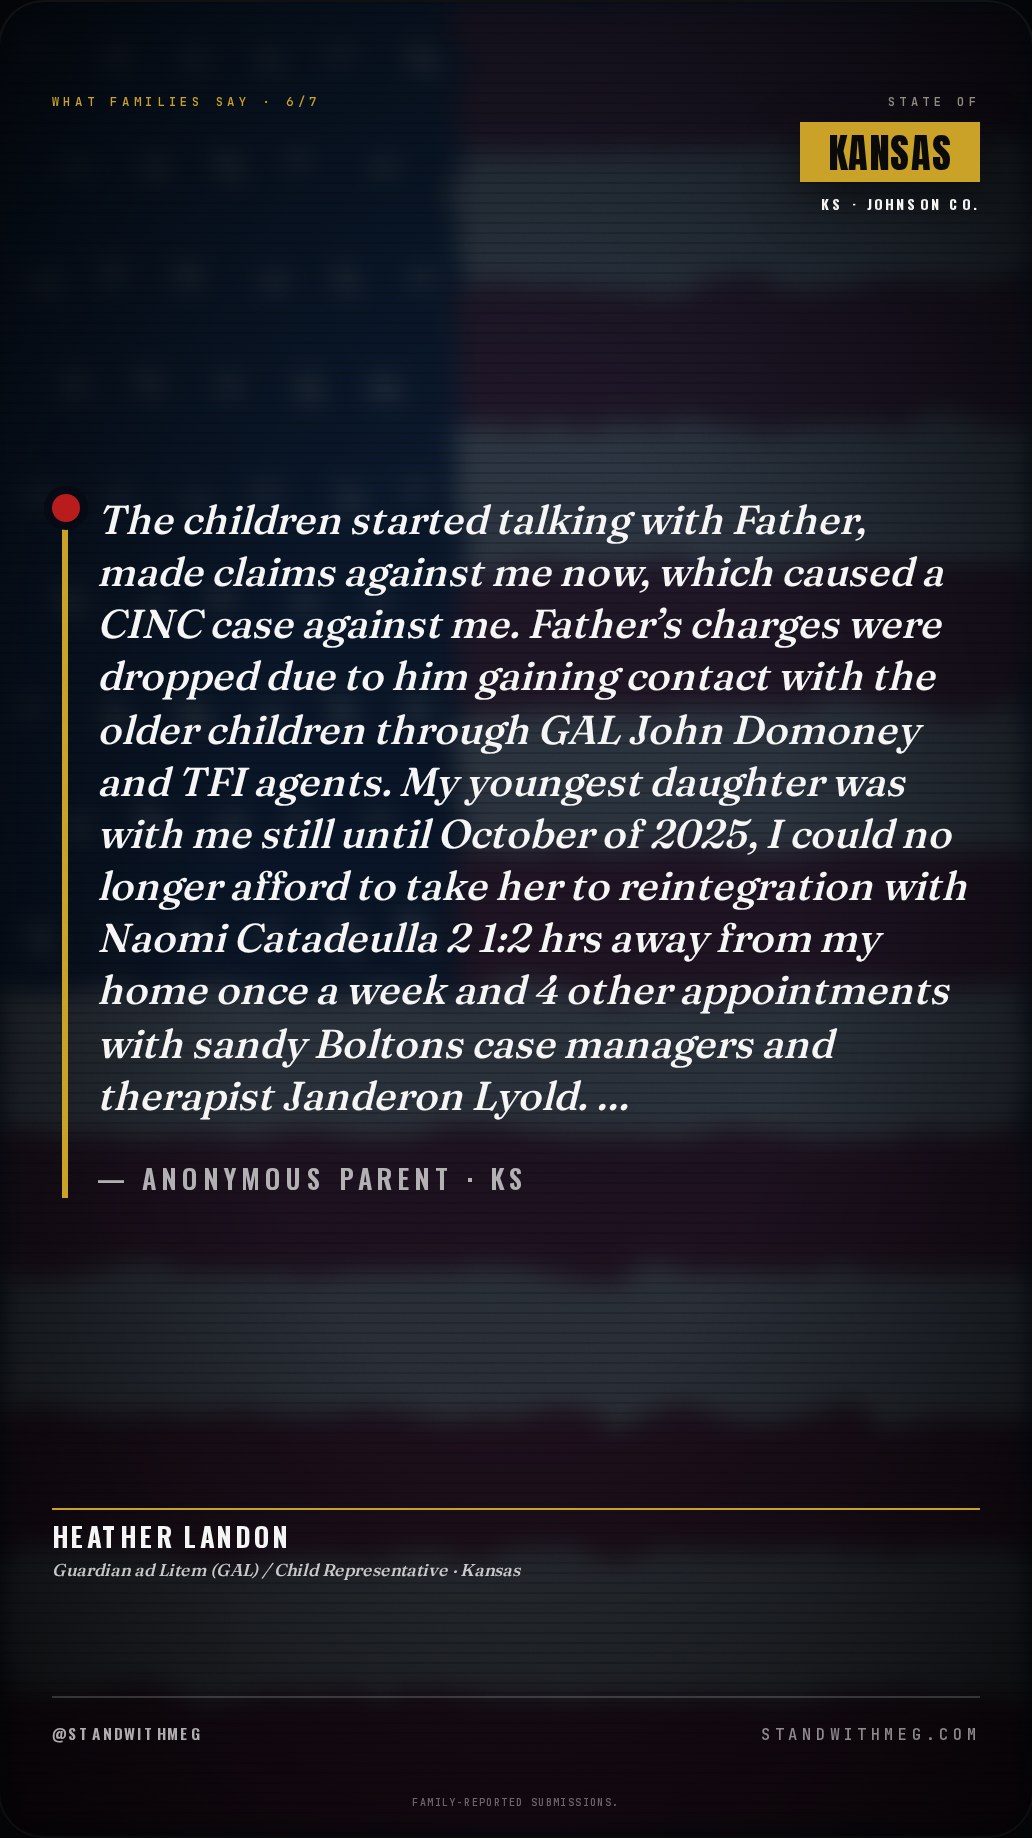 WHAT FAMILIES SAY · 6/7
STATE OF
KANSAS
KS · JOHNSON CO.
The children started talking with Father,
made claims against me now, which caused a
CINC case against me. Father’s charges were
dropped due to him gaining contact with the
older children through GAL John Domoney
and TFI agents. My youngest daughter was
with me still until October of 2025, I could no
longer afford to take her to reintegration with
Naomi Catadeulla 2 1:2 hrs away from my
home once a week and 4 other appointments
with sandy Boltons case managers and
therapist Janderon Lyold. ...
— ANONYMOUS PARENT · KS
HEATHER LANDON
Guardian ad Litem (GAL) / Child Representative · Kansas
@STANDWITHMEG
STANDWITHMEG.COM
FAMILY-REPORTED SUBMISSIONS.